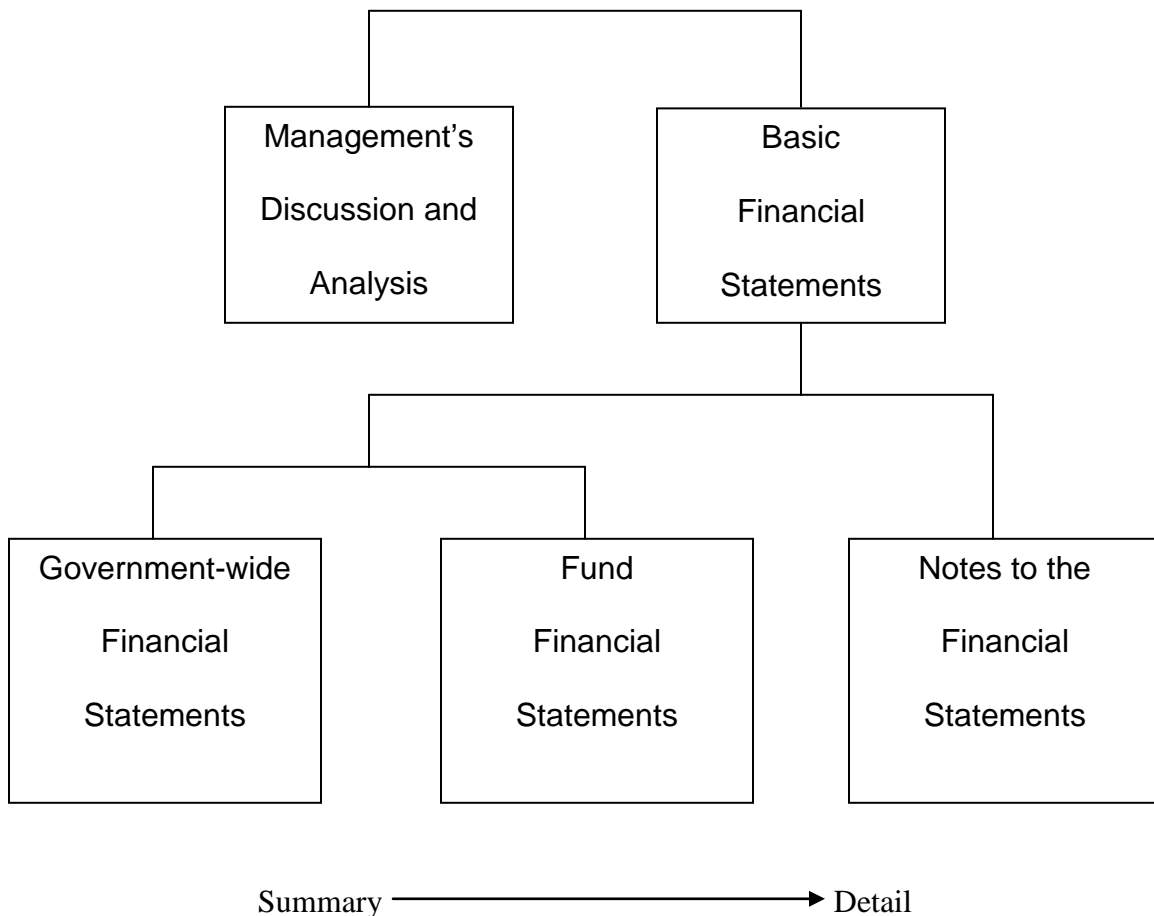 Management’s
Discussion and
Analysis
Basic
Financial
Statements
Government-wide
Financial
Statements
Fund
Financial
Statements
Notes to the
Financial
Statements
Summary
Detail